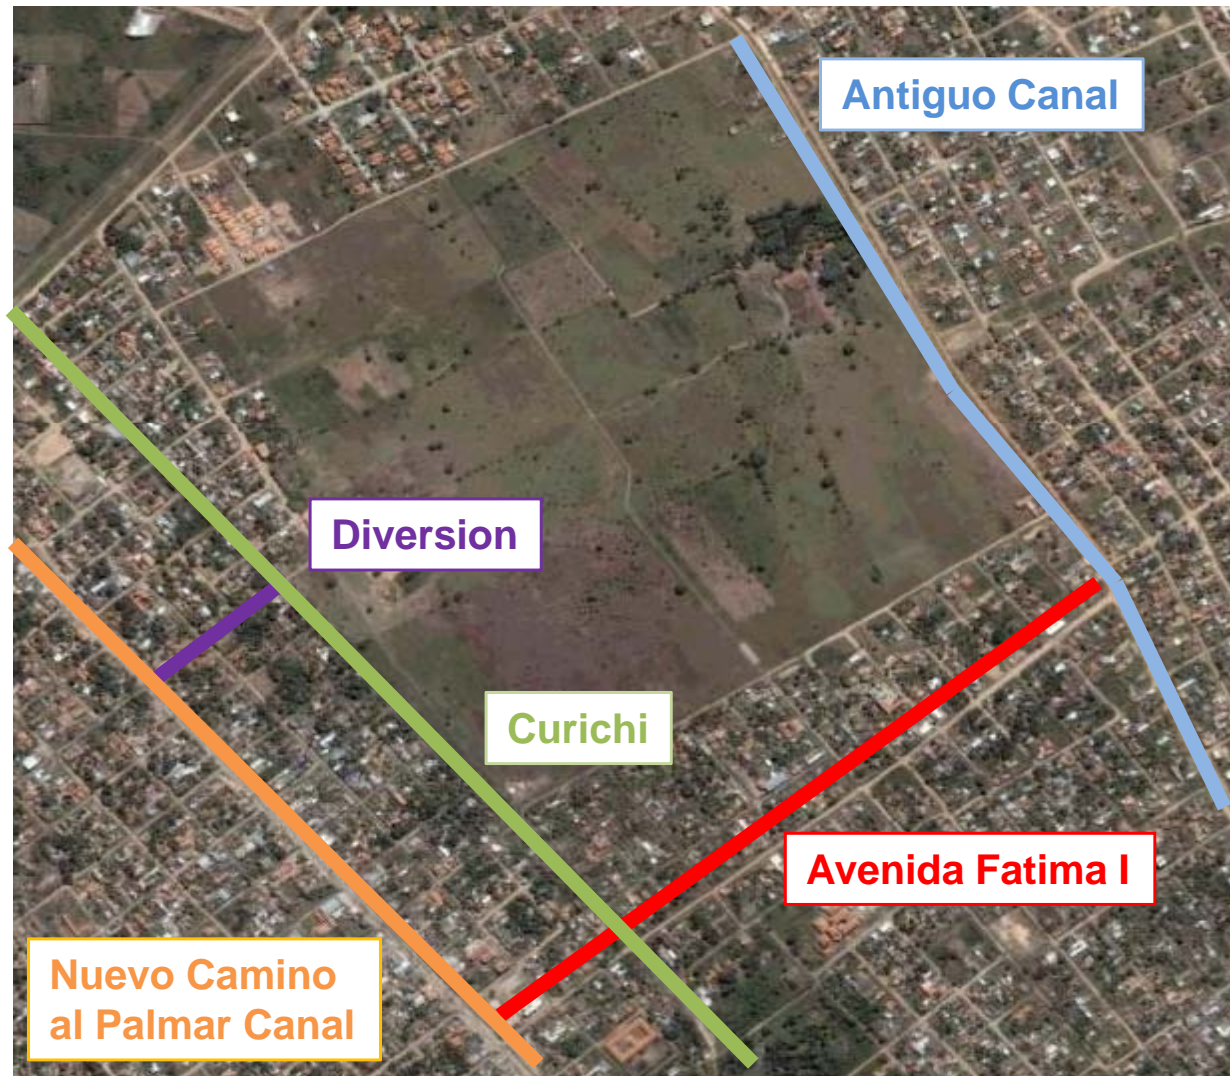 Antiguo Canal
Diversion
Curichi
Avenida Fatima I
Nuevo Camino
al Palmar Canal